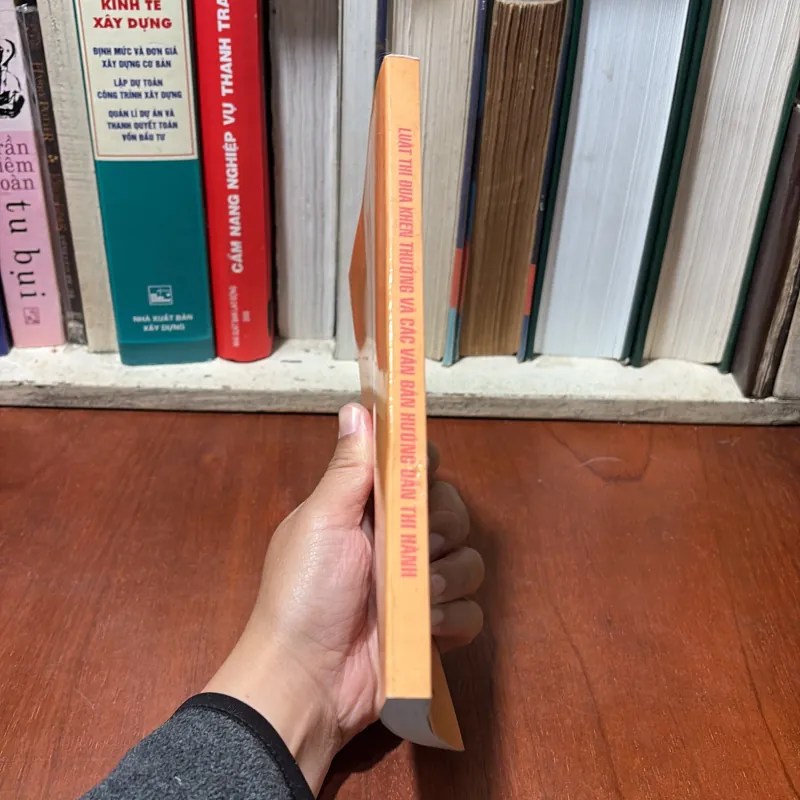 KINH TẾ
XÂY DỰNG
ĐỊNH MỨC VÀ ĐƠN GIÁ
XÂY DỰNG CƠ BẢN
LẬP DỰ TOÁN
CÔNG TRÌNH XÂY DỰNG
QUẢN LÍ DỰ ÁN VÀ
THANH QUYẾT TOÁN
VỐN ĐẦU TƯ
NHÀ XUẤT BẢN
XÂY DỰNG
CẨM NANG NGHIỆP VỤ THANH TRA
tu bụi
LUẬT THI ĐUA KHEN THƯỞNG VÀ CÁC VĂN BẢN HƯỚNG DẪN THI HÀNH